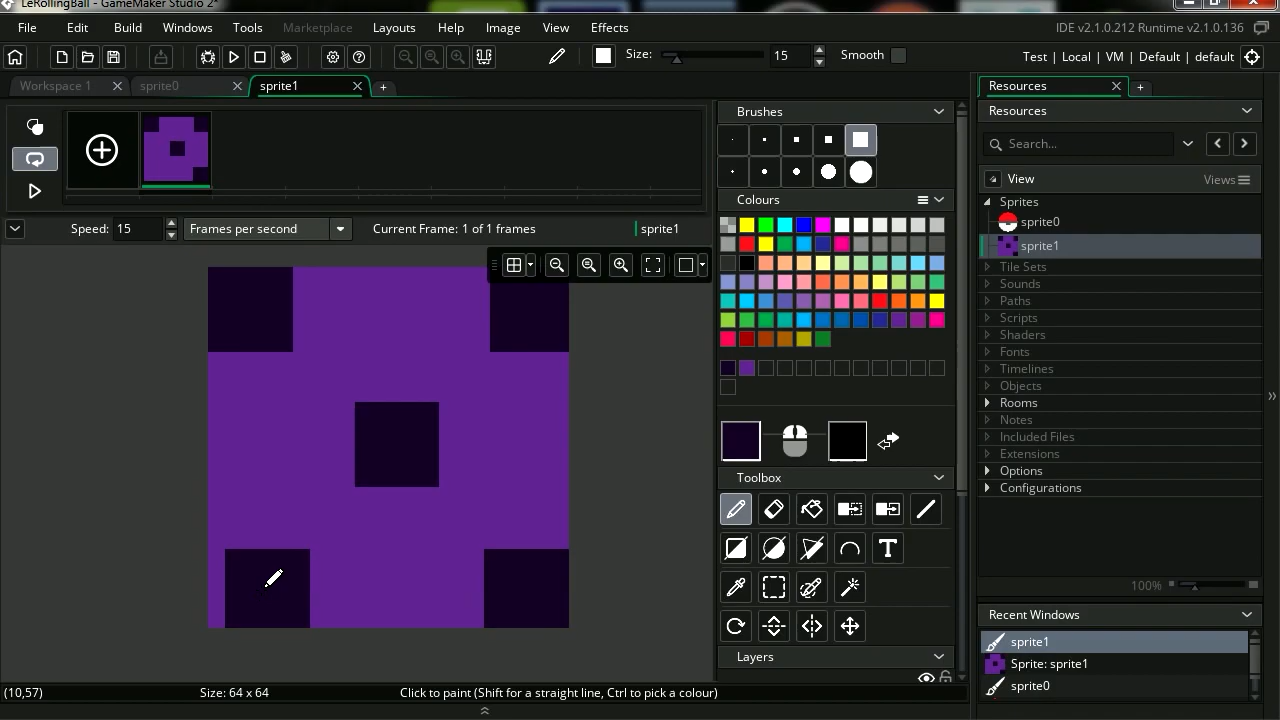 LeRollingBall - GameMaker Studio 2*
File Edit Build Windows Tools Marketplace Layouts Help Image View Effects IDE v2.1.0.212 Runtime v2.1.0.136
Size: 15 Smooth Test | Local | VM | Default | default
Workspace 1 sprite0 sprite1 Resources
Brushes Resources
Search...
View Views
Colours Sprites
sprite0
Speed: 15 Frames per second Current Frame: 1 of 1 frames sprite1
sprite1
Tile Sets
Sounds
Paths
Scripts
Shaders
Fonts
Timelines
Objects
Rooms
Notes
Included Files
Extensions
Options
Configurations
Toolbox
T
100%
Recent Windows
sprite1
Layers
Sprite: sprite1
sprite0
(10,57) Size: 64 x 64 Click to paint (Shift for a straight line, Ctrl to pick a colour)